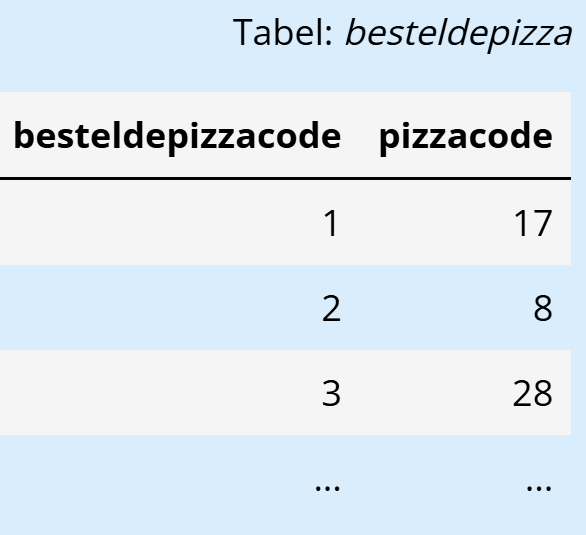 Tabel: besteldepizza
besteldepizzacode pizzacode
1 17
2 8
3 28
... ...